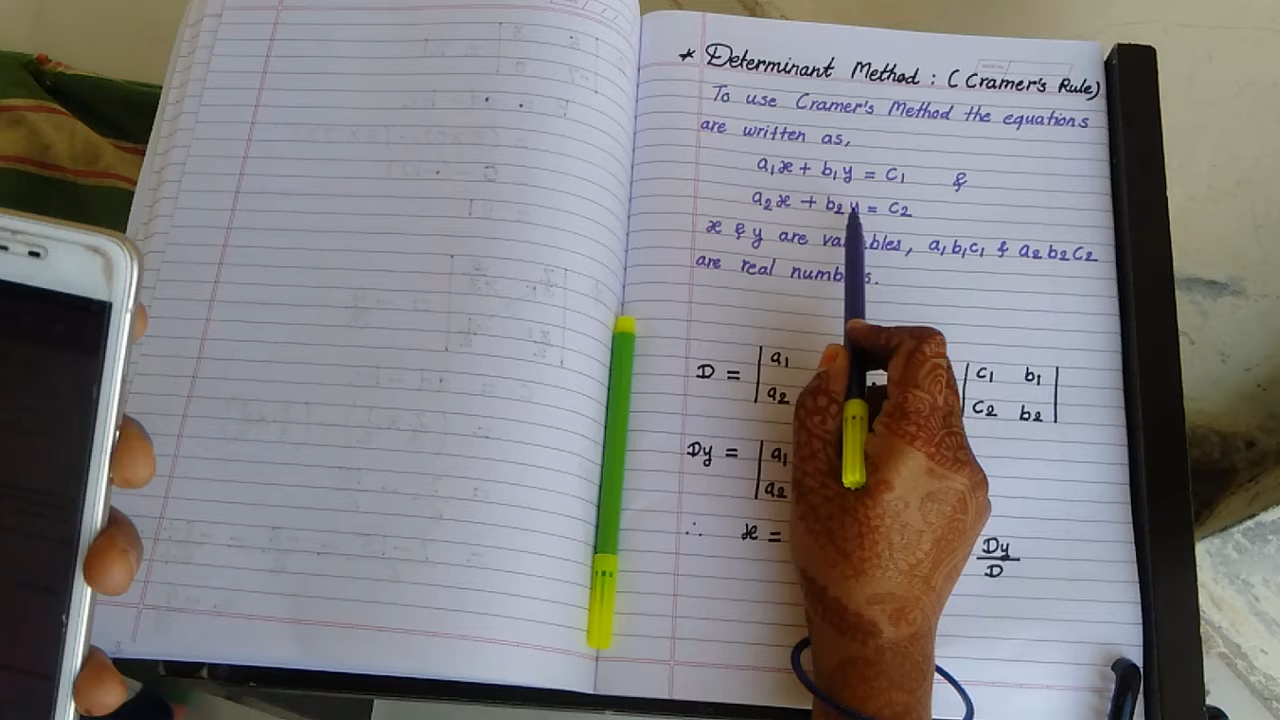 * Determinant Method : (Cramer's Rule)
To use Cramer's Method the equations
are written as,
a₁x + b₁y = c₁ &
a₂x + b₂y = c₂
x & y are variables, a₁b₁c₁ & a₂b₂c₂
are real numbers.
D = | a₁ | c₁ b₁ |
| a₂ | c₂ b₂ |
Dy = | a₁
| a₂
∴ x = Dy
D